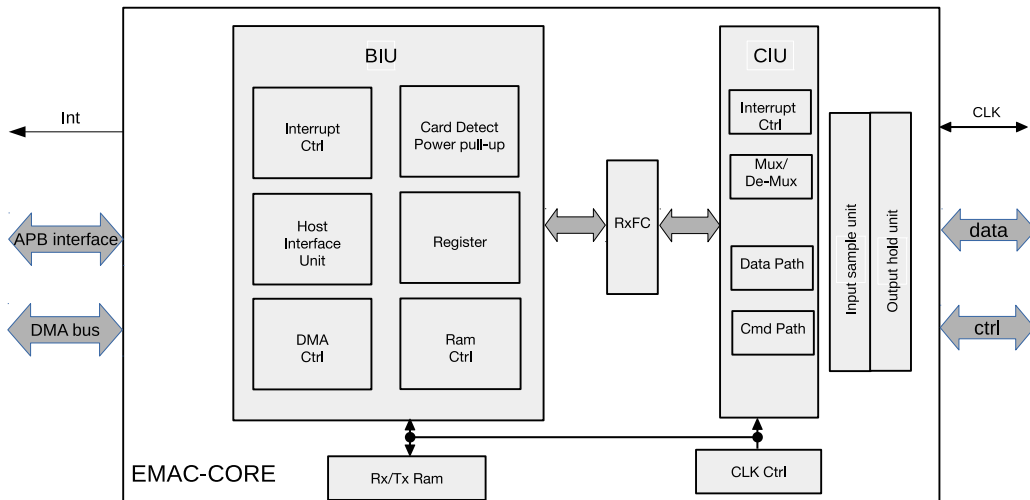 BIU
CIU
Interrupt
Ctrl
Card Detect
Power pull-up
Interrupt
Ctrl
Int
CLK
Mux/
De-Mux
Host
Interface
Unit
Register
RxFC
APB interface
data
Data Path
Input sample unit
Output hold unit
DMA bus
ctrl
DMA
Ctrl
Ram
Ctrl
Cmd Path
EMAC-CORE
Rx/Tx Ram
CLK Ctrl